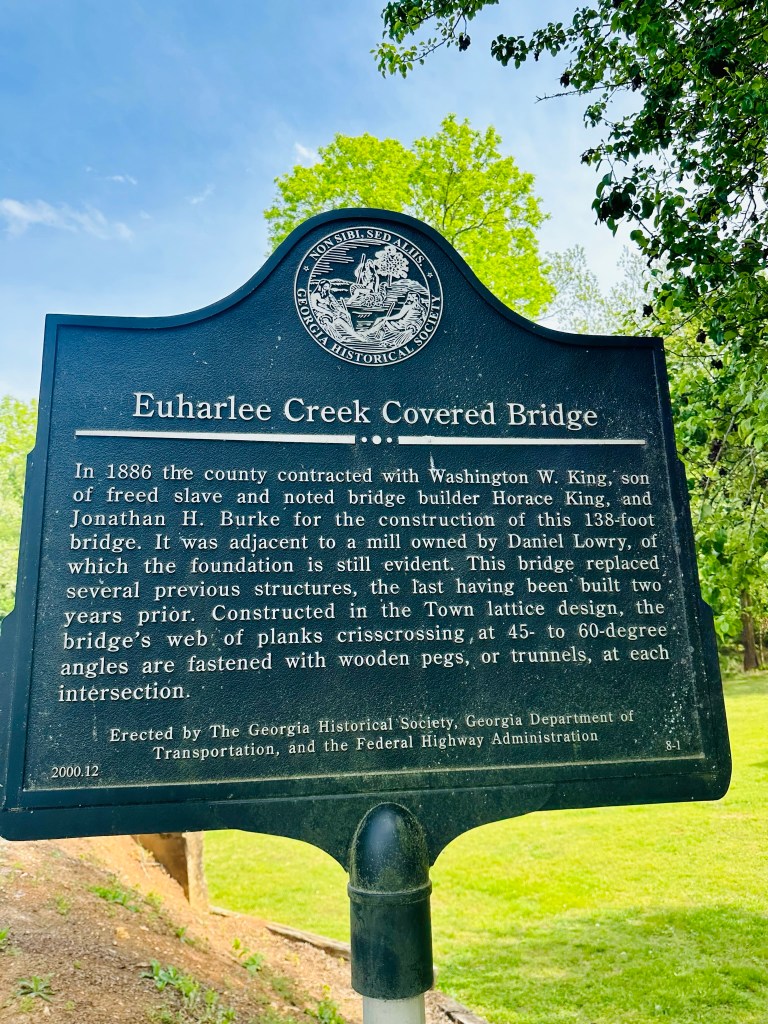 NON SIBI, SED ALIIS.
GEORGIA HISTORICAL SOCIETY
Euharlee Creek Covered Bridge
In 1886 the county contracted with Washington W. King, son
of freed slave and noted bridge builder Horace King, and
Jonathan H. Burke for the construction of this 138-foot
bridge. It was adjacent to a mill owned by Daniel Lowry, of
which the foundation is still evident. This bridge replaced
several previous structures, the last having been built two
years prior. Constructed in the Town lattice design, the
bridge's web of planks crisscrossing at 45- to 60-degree
angles are fastened with wooden pegs, or trunnels, at each
intersection.
Erected by The Georgia Historical Society, Georgia Department of
Transportation, and the Federal Highway Administration
2000.12
8-1